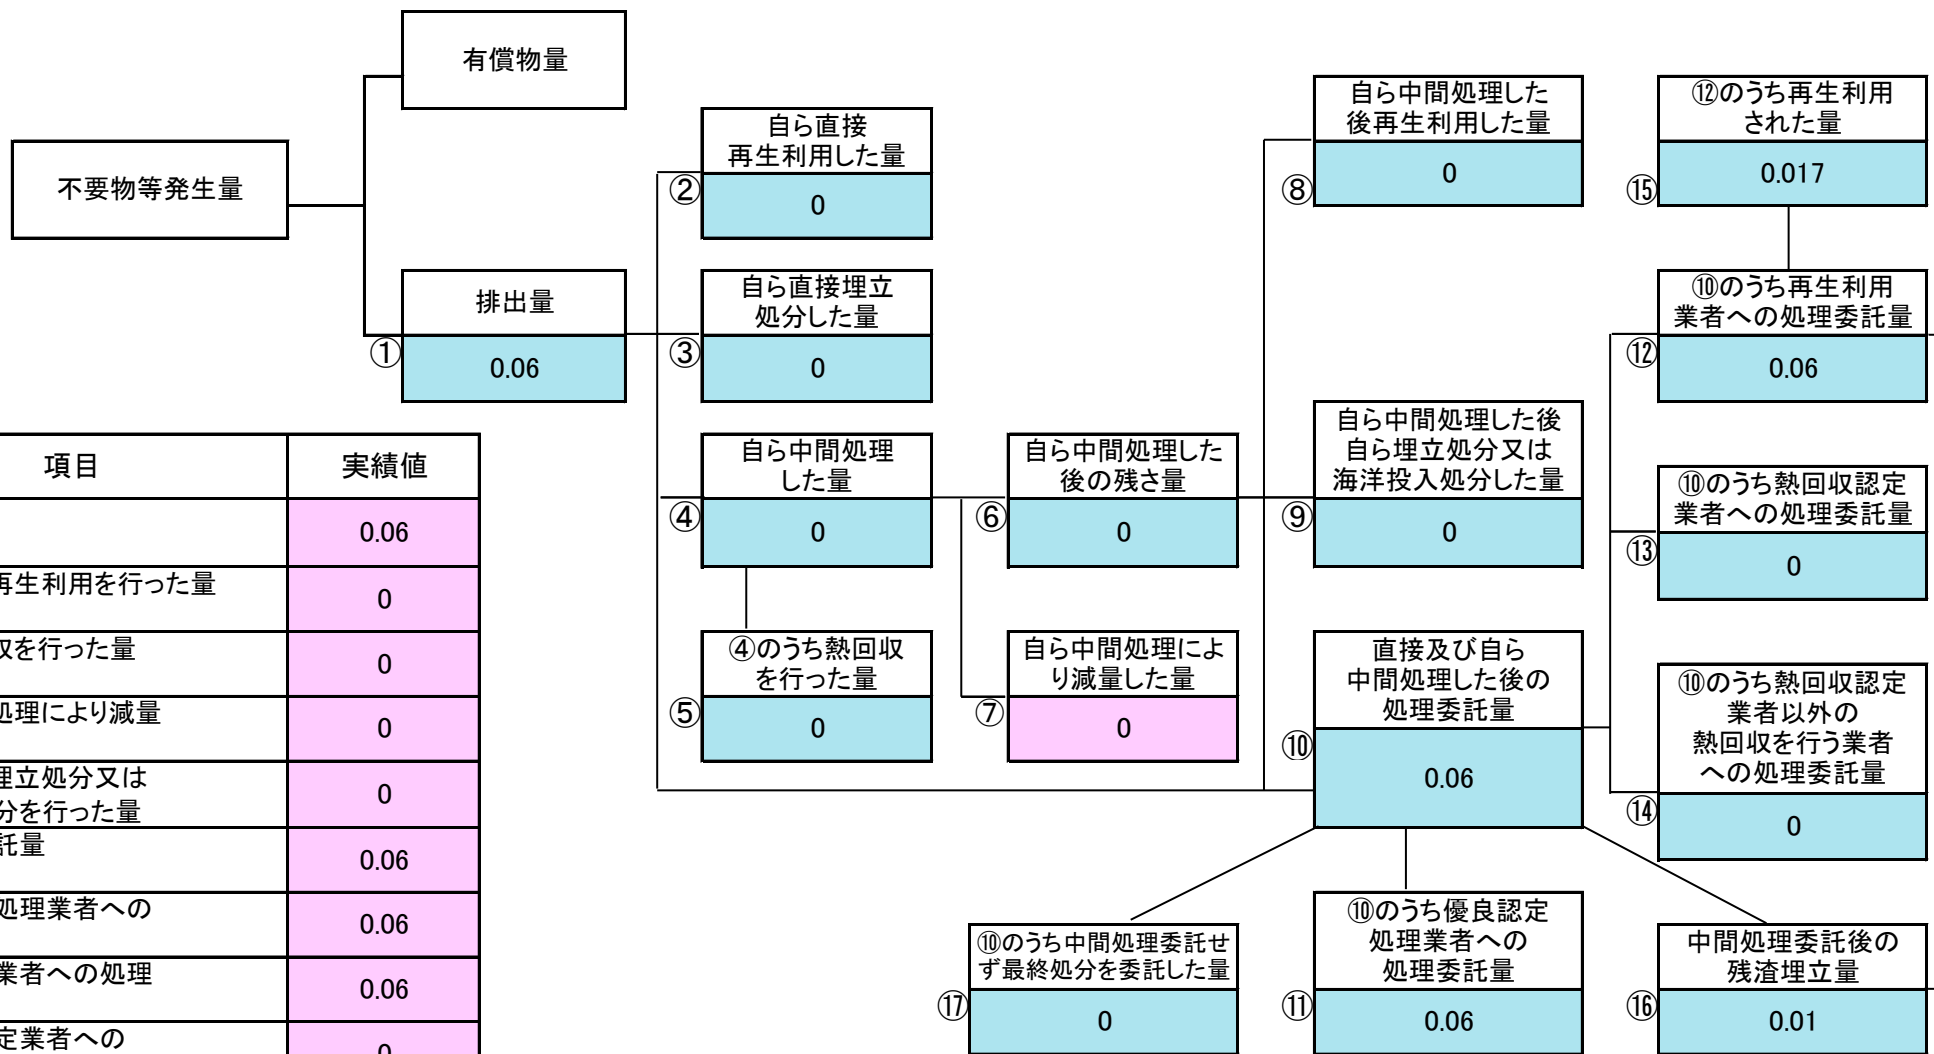 有償物量
不要物等発生量
排出量
①
0.06
自ら直接
再生利用した量
②
0
自ら直接埋立
処分した量
③
0
自ら中間処理
した量
④
0
④のうち熱回収
を行った量
⑤
0
自ら中間処理した
後の残さ量
⑥
0
自ら中間処理によ
り減量した量
⑦
0
自ら中間処理した
後再生利用した量
⑧
0
自ら中間処理した後
自ら埋立処分又は
海洋投入処分した量
⑨
0
直接及び自ら
中間処理した後の
処理委託量
⑩
0.06
⑩のうち優良認定
処理業者への
処理委託量
⑪
0.06
⑫のうち再生利用
された量
⑮
0.017
⑩のうち再生利用
業者への処理委託量
⑫
0.06
⑩のうち熱回収認定
業者への処理委託量
⑬
0
⑩のうち熱回収認定
業者以外の
熱回収を行う業者
への処理委託量
⑭
0
中間処理委託後の
残渣埋立量
⑯
0.01
⑩のうち中間処理委託せ
ず最終処分を委託した量
⑰
0
項目 実績値
0.06
再生利用を行った量
0
を行った量
0
処理により減量
0
埋立処分又は
分を行った量
0
託量
0.06
処理業者への
0.06
業者への処理
0.06
定業者への
0